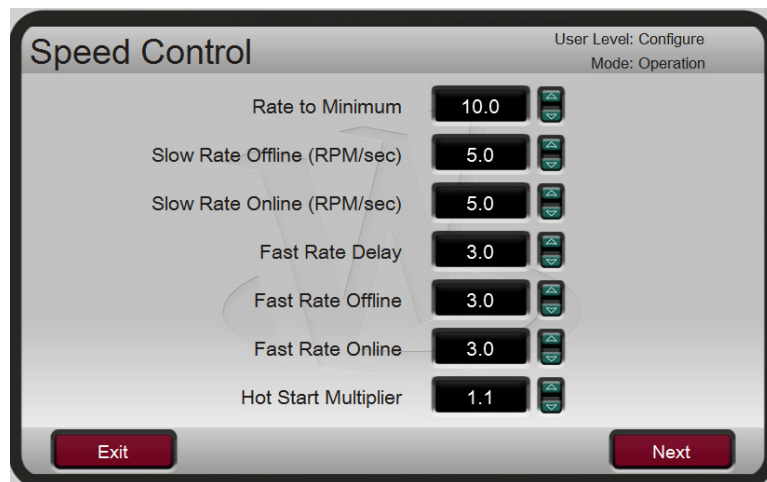 Speed Control
User Level: Configure
Mode: Operation
Rate to Minimum 10.0
Slow Rate Offline (RPM/sec) 5.0
Slow Rate Online (RPM/sec) 5.0
Fast Rate Delay 3.0
Fast Rate Offline 3.0
Fast Rate Online 3.0
Hot Start Multiplier 1.1
Exit Next